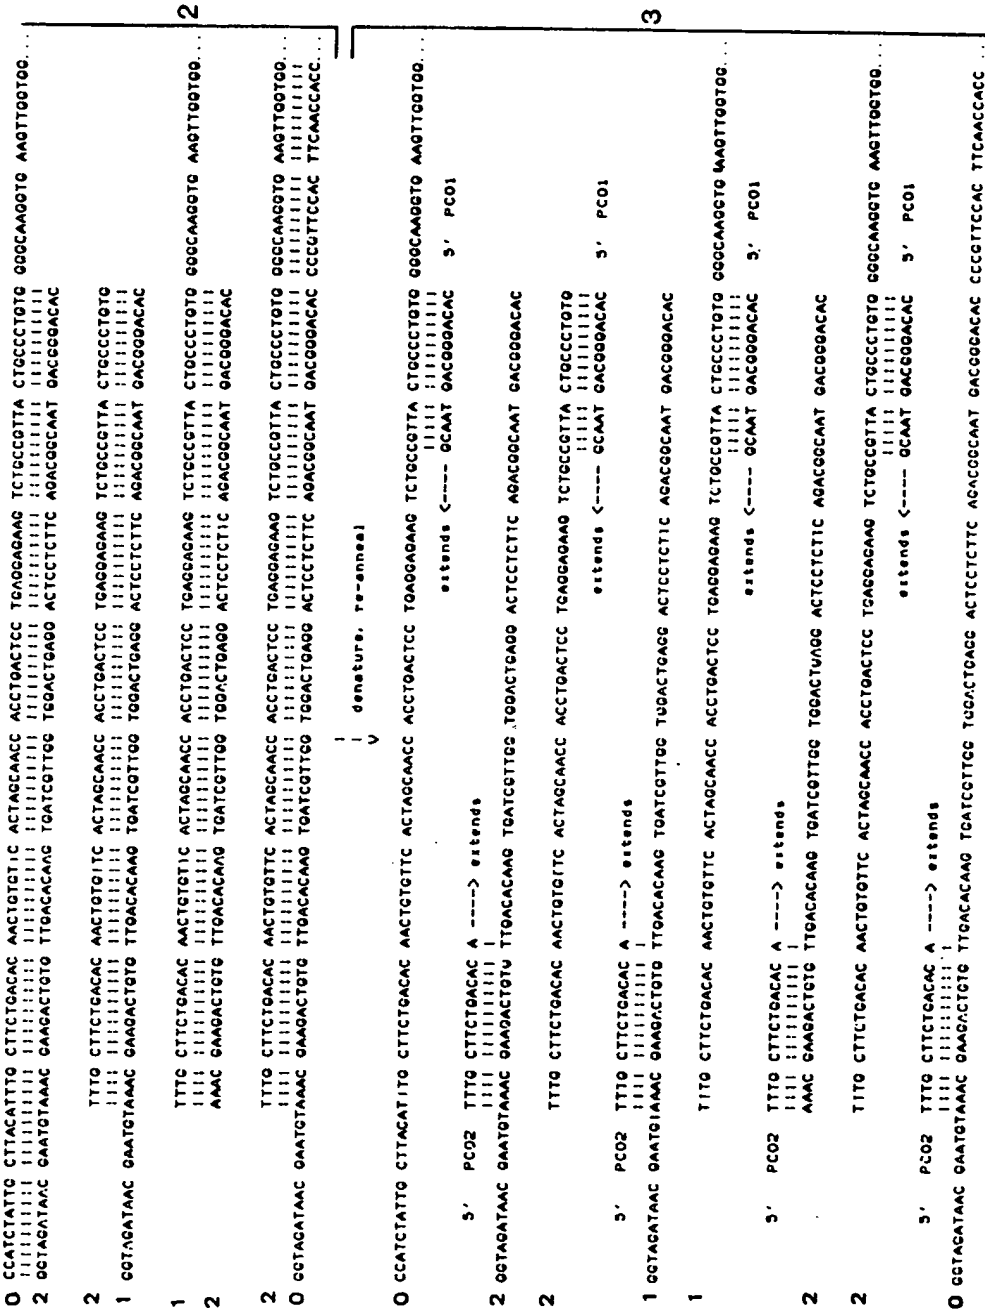 0 CCATCTATTG CTTACATTTG CTTCTGACAC AACTGTGTTC ACTAGCAACC ACCTGACTCC TGAGGAGAAG TCTGCCGTTA CTGCCCTGTG GGGCAAGGTG AAGTTGGTGG...
2 GGTAGATAAC GAATGTAAAC GAAGACTGTG TTGACACAAG TGATCGTTGG TGGACTGAGG ACTCCTCTTC AGACGGCAAT GACGGGACAC
2 TTTG CTTCTGACAC AACTGTGTTC ACTAGCAACC ACCTGACTCC TGAGGAGAAG TCTGCCGTTA CTGCCCTGTG
1 GGTAGATAAC GAATGTAAAC GAAGACTGTG TTGACACAAG TGATCGTTGG TGGACTGAGG ACTCCTCTTC AGACGGCAAT GACGGGACAC
1 TTTG CTTCTGACAC AACTGTGTTC ACTAGCAACC ACCTGACTCC TGAGGAGAAG TCTGCCGTTA CTGCCCTGTG GGGCAAGGTG AAGTTGGTGG...
2 AAAC GAAGACTGTG TTGACACAAG TGATCGTTGG TGGACTGAGG ACTCCTCTTC AGACGGCAAT GACGGGACAC
2 TTTG CTTCTGACAC AACTGTGTTC ACTAGCAACC ACCTGACTCC TGAGGAGAAG TCTGCCGTTA CTGCCCTGTG GGGCAAGGTG AAGTTGGTGG...
0 GGTAGATAAC GAATGTAAAC GAAGACTGTG TTGACACAAG TGATCGTTGG TGGACTGAGG ACTCCTCTTC AGACGGCAAT GACGGGACAC CCCGTTCCAC TTCAACCACC...
2
denature, re-anneal
0 CCATCTATTG CTTACATTTG CTTCTGACAC AACTGTGTTC ACTAGCAACC ACCTGACTCC TGAGGAGAAG TCTGCCGTTA CTGCCCTGTG GGGCAAGGTG AAGTTGGTGG...
extends <---- GCAAT GACGGGACAC 5' PCO1
5' PCO2 TTTG CTTCTGACAC A ----> extends
2 GGTAGATAAC GAATGTAAAC GAAGACTGTG TTGACACAAG TGATCGTTGG TGGACTGAGG ACTCCTCTTC AGACGGCAAT GACGGGACAC
2 TTTG CTTCTGACAC AACTGTGTTC ACTAGCAACC ACCTGACTCC TGAGGAGAAG TCTGCCGTTA CTGCCCTGTG
extends <---- GCAAT GACGGGACAC 5' PCO1
5' PCO2 TTTG CTTCTGACAC A ----> extends
1 GGTAGATAAC GAATGTAAAC GAAGACTGTG TTGACACAAG TGATCGTTGG TGGACTGAGG ACTCCTCTTC AGACGGCAAT GACGGGACAC
1 TTTG CTTCTGACAC AACTGTGTTC ACTAGCAACC ACCTGACTCC TGAGGAGAAG TCTGCCGTTA CTGCCCTGTG GGGCAAGGTG AAGTTGGTGG...
extends <---- GCAAT GACGGGACAC 5' PCO1
5' PCO2 TTTG CTTCTGACAC A ----> extends
2 AAAC GAAGACTGTG TTGACACAAG TGATCGTTGG TGGACTGAGG ACTCCTCTTC AGACGGCAAT GACGGGACAC
2 TTTG CTTCTGACAC AACTGTGTTC ACTAGCAACC ACCTGACTCC TGAGGAGAAG TCTGCCGTTA CTGCCCTGTG GGGCAAGGTG AAGTTGGTGG...
extends <---- GCAAT GACGGGACAC 5' PCO1
5' PCO2 TTTG CTTCTGACAC A ----> extends
0 GGTAGATAAC GAATGTAAAC GAAGACTGTG TTGACACAAG TGATCGTTGG TGGACTGAGG ACTCCTCTTC AGACGGCAAT GACGGGACAC CCCGTTCCAC TTCAACCACC...
3